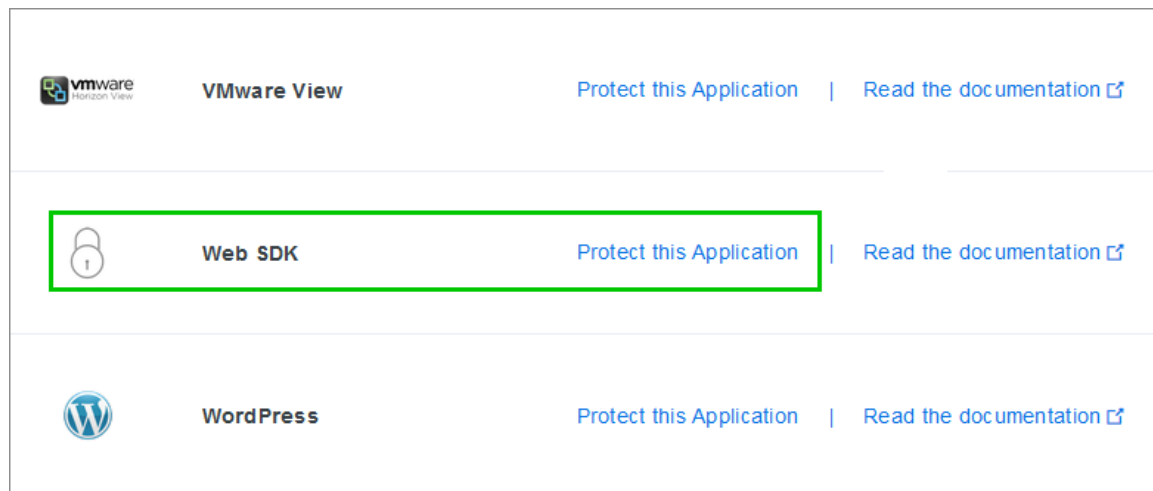 vmware
Horizon View
VMware View Protect this Application | Read the documentation
Web SDK Protect this Application | Read the documentation
WordPress Protect this Application | Read the documentation